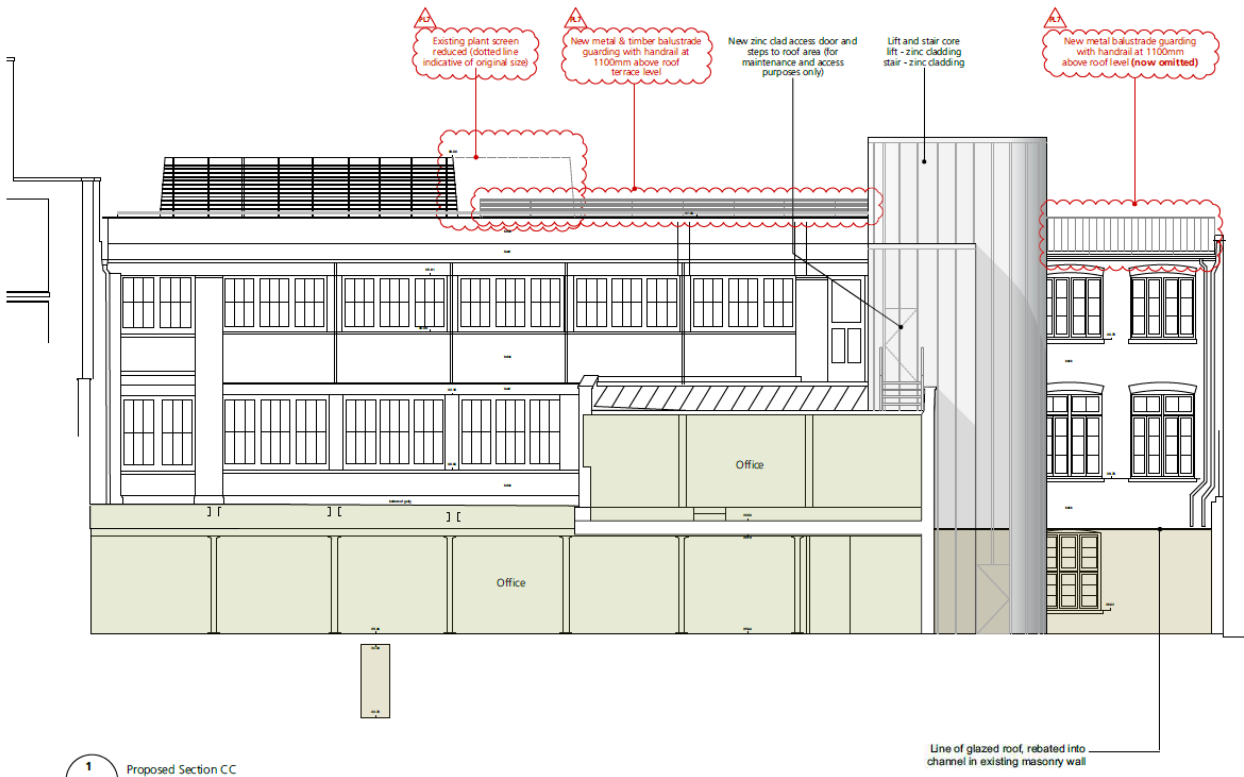 PL7
Existing plant screen
reduced (dotted line
indicative of original size)
PL7
New metal & timber balustrade
guarding with handrail at
1100mm above roof
terrace level
New zinc clad access door and
steps to roof area (for
maintenance and access
purposes only)
Lift and stair core
lift - zinc cladding
stair - zinc cladding
PL7
New metal balustrade guarding
with handrail at 1100mm
above roof level (now omitted)
Office
Office
Line of glazed roof, rebated into
channel in existing masonry wall
1
Proposed Section CC